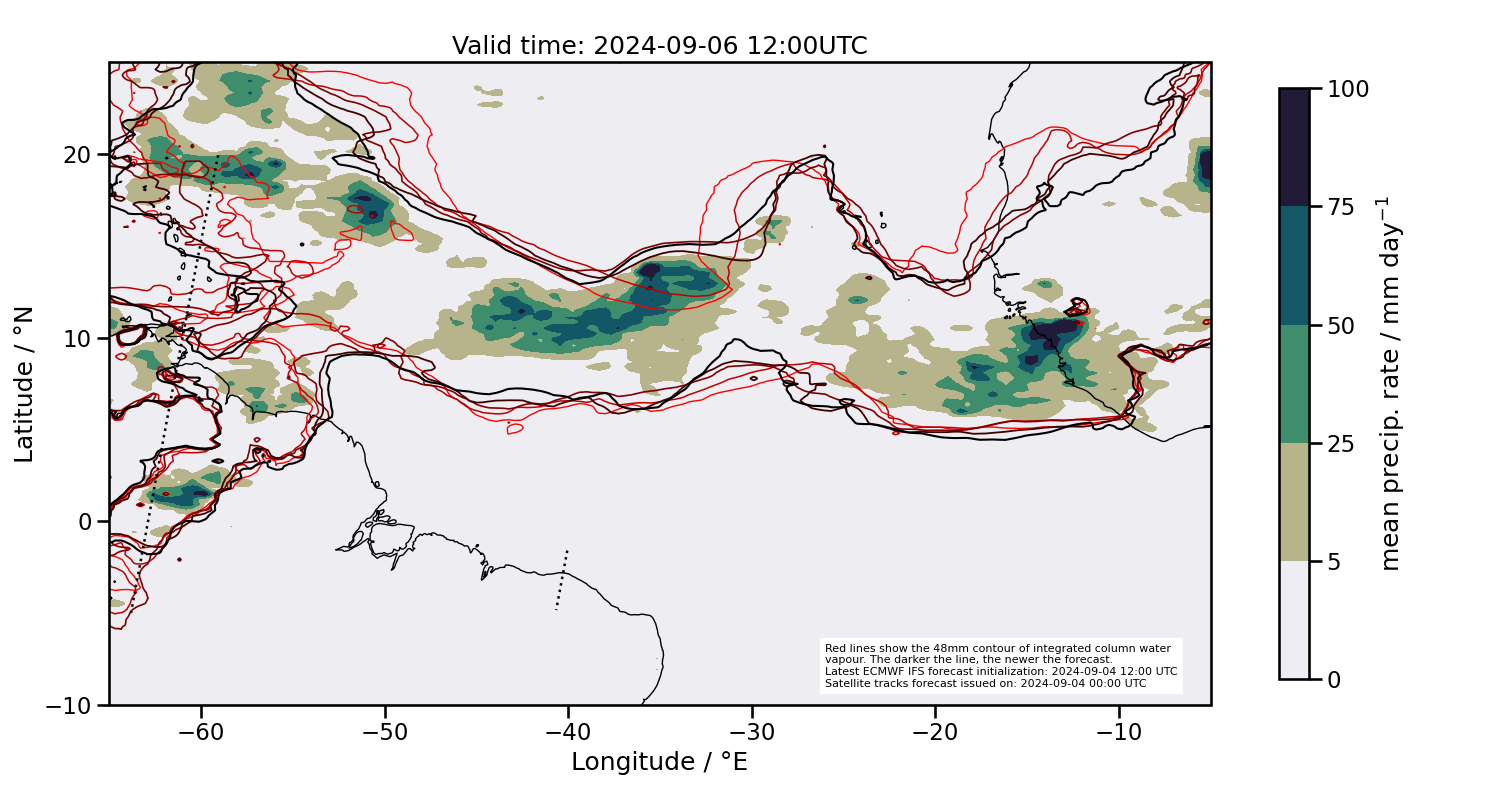 Valid time: 2024-09-06 12:00UTC
Latitude / °N
20
10
0
−10
−60
−50
−40
−30
−20
−10
Longitude / °E
Red lines show the 48mm contour of integrated column water
vapour. The darker the line, the newer the forecast.
Latest ECMWF IFS forecast initialization: 2024-09-04 12:00 UTC
Satellite tracks forecast issued on: 2024-09-04 00:00 UTC
100
75
50
25
5
0
mean precip. rate / mm day⁻¹